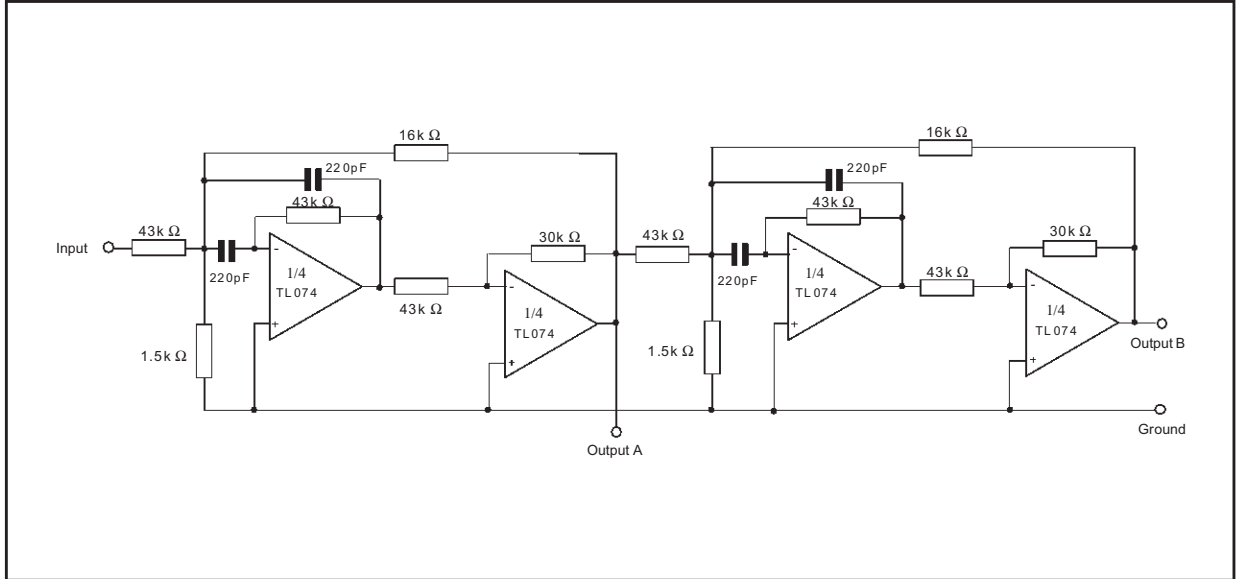 16k Ω
16k Ω
220pF
220pF
43k Ω
43k Ω
43k Ω
30k Ω
43k Ω
30k Ω
Input
-
-
-
-
220pF
220pF
1/4
TL074
1/4
TL074
43k Ω
43k Ω
1/4
TL074
1/4
TL074
+
+
1.5k Ω
1.5k Ω
+
+
Output B
Ground
Output A